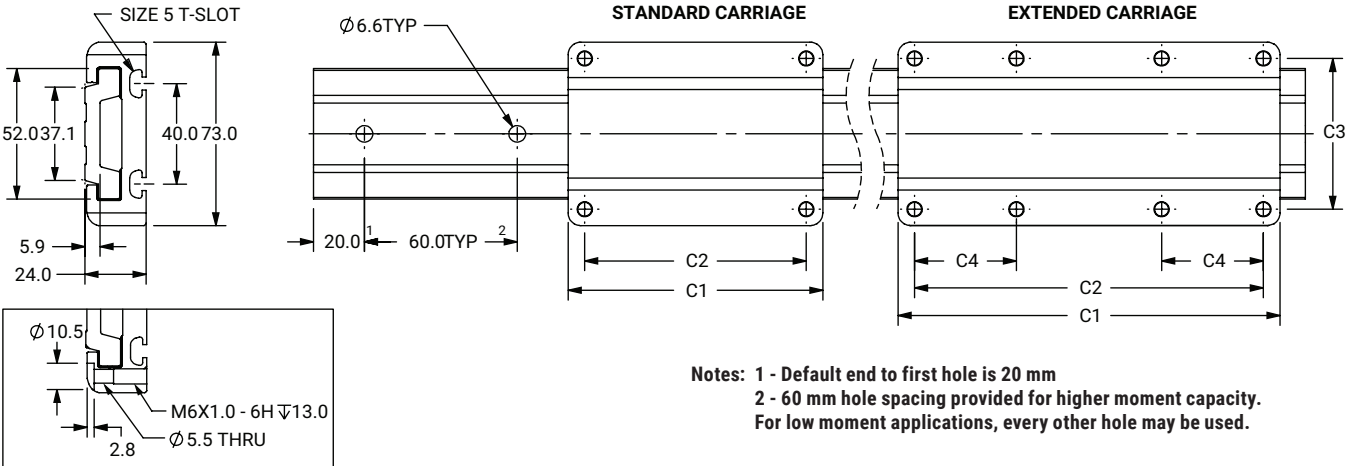 SIZE 5 T-SLOT
STANDARD CARRIAGE
EXTENDED CARRIAGE
∅6.6TYP
52.0
37.1
40.0
73.0
C3
5.9
24.0
20.0 1
60.0TYP 2
C2
C1
C4
C4
C2
C1
∅10.5
M6X1.0 - 6H ↧13.0
∅5.5 THRU
2.8
Notes: 1 - Default end to first hole is 20 mm
2 - 60 mm hole spacing provided for higher moment capacity.
For low moment applications, every other hole may be used.